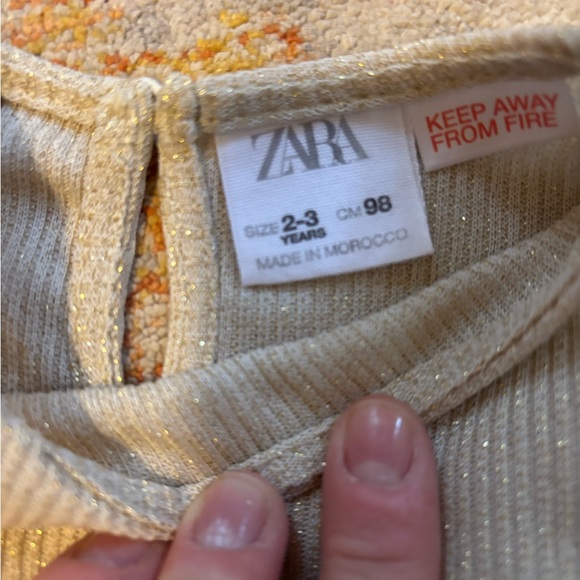 ZARA
SIZE 2-3 CM 98
YEARS
MADE IN MOROCCO
KEEP AWAY
FROM FIRE